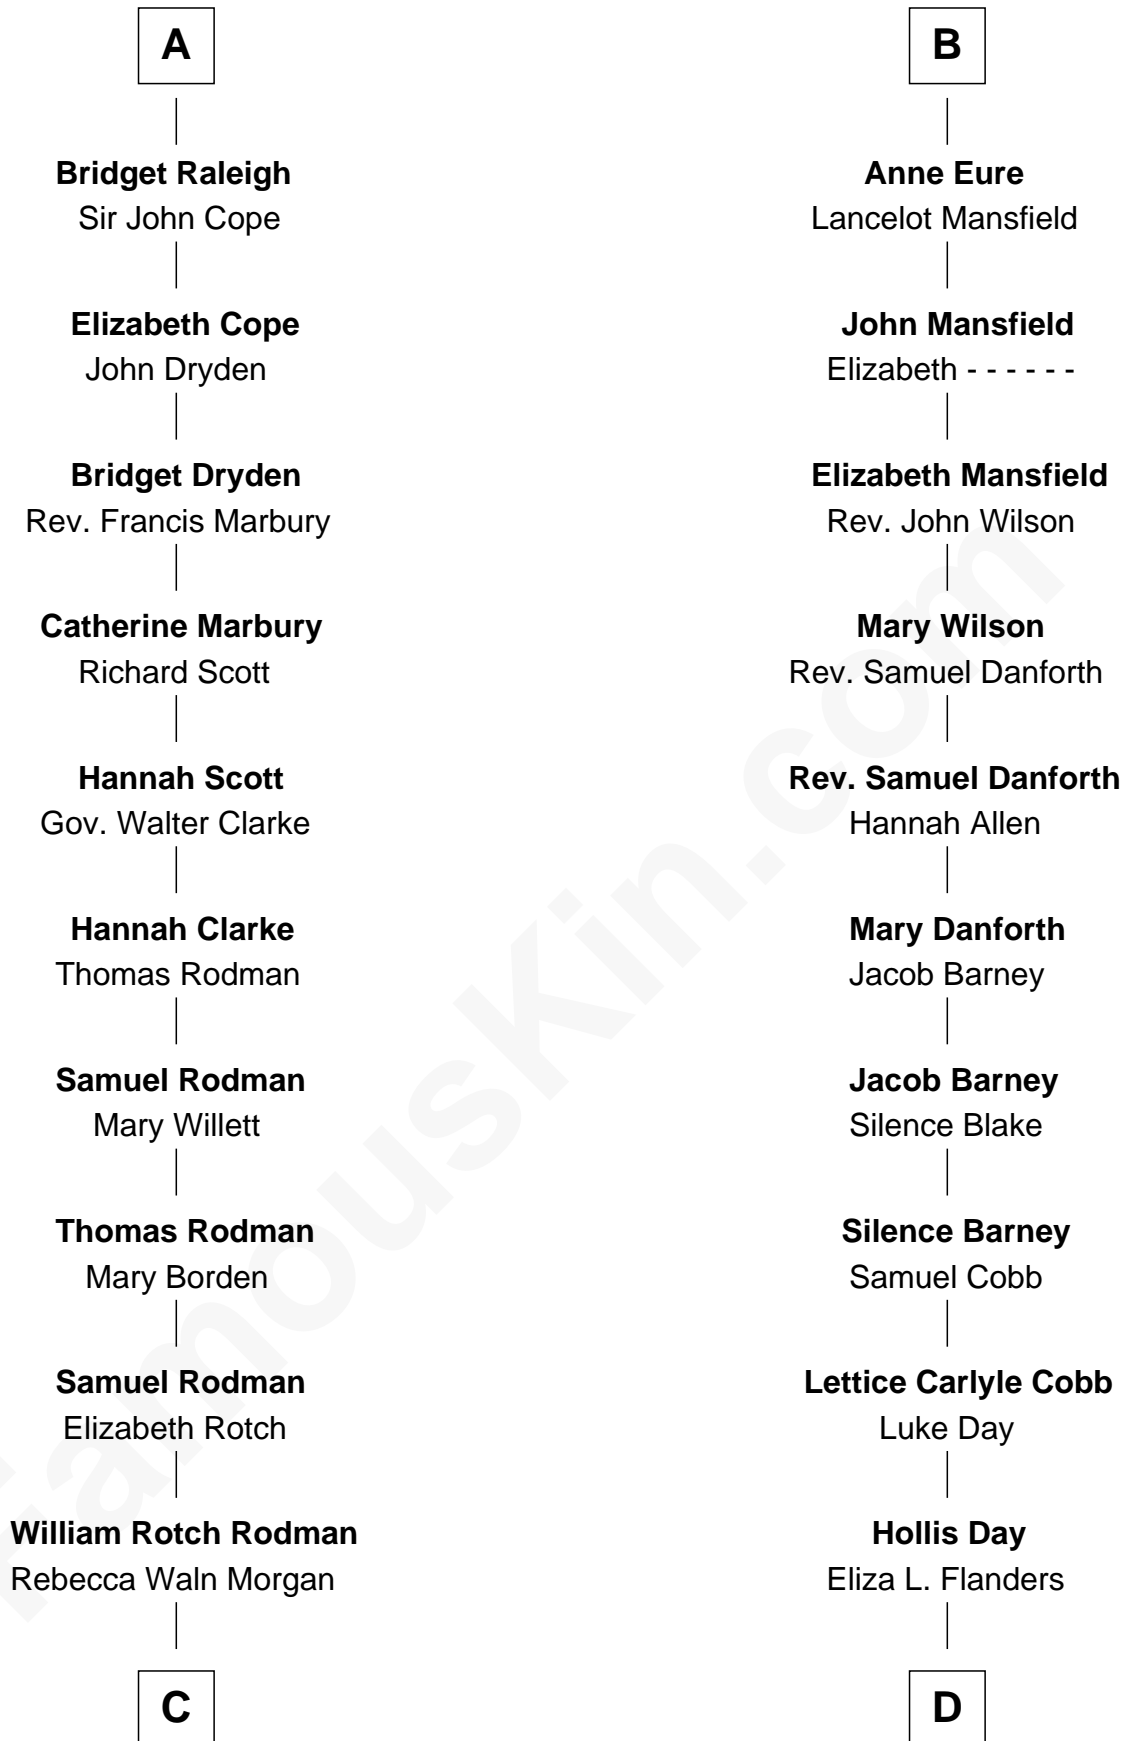 A
Bridget Raleigh
Sir John Cope
Elizabeth Cope
John Dryden
Bridget Dryden
Rev. Francis Marbury
Catherine Marbury
Richard Scott
Hannah Scott
Gov. Walter Clarke
Hannah Clarke
Thomas Rodman
Samuel Rodman
Mary Willett
Thomas Rodman
Mary Borden
Samuel Rodman
Elizabeth Rotch
William Rotch Rodman
Rebecca Waln Morgan
C
B
Anne Eure
Lancelot Mansfield
John Mansfield
Elizabeth - - - - - -
Elizabeth Mansfield
Rev. John Wilson
Mary Wilson
Rev. Samuel Danforth
Rev. Samuel Danforth
Hannah Allen
Mary Danforth
Jacob Barney
Jacob Barney
Silence Blake
Silence Barney
Samuel Cobb
Lettice Carlyle Cobb
Luke Day
Hollis Day
Eliza L. Flanders
D
FamousKin.com